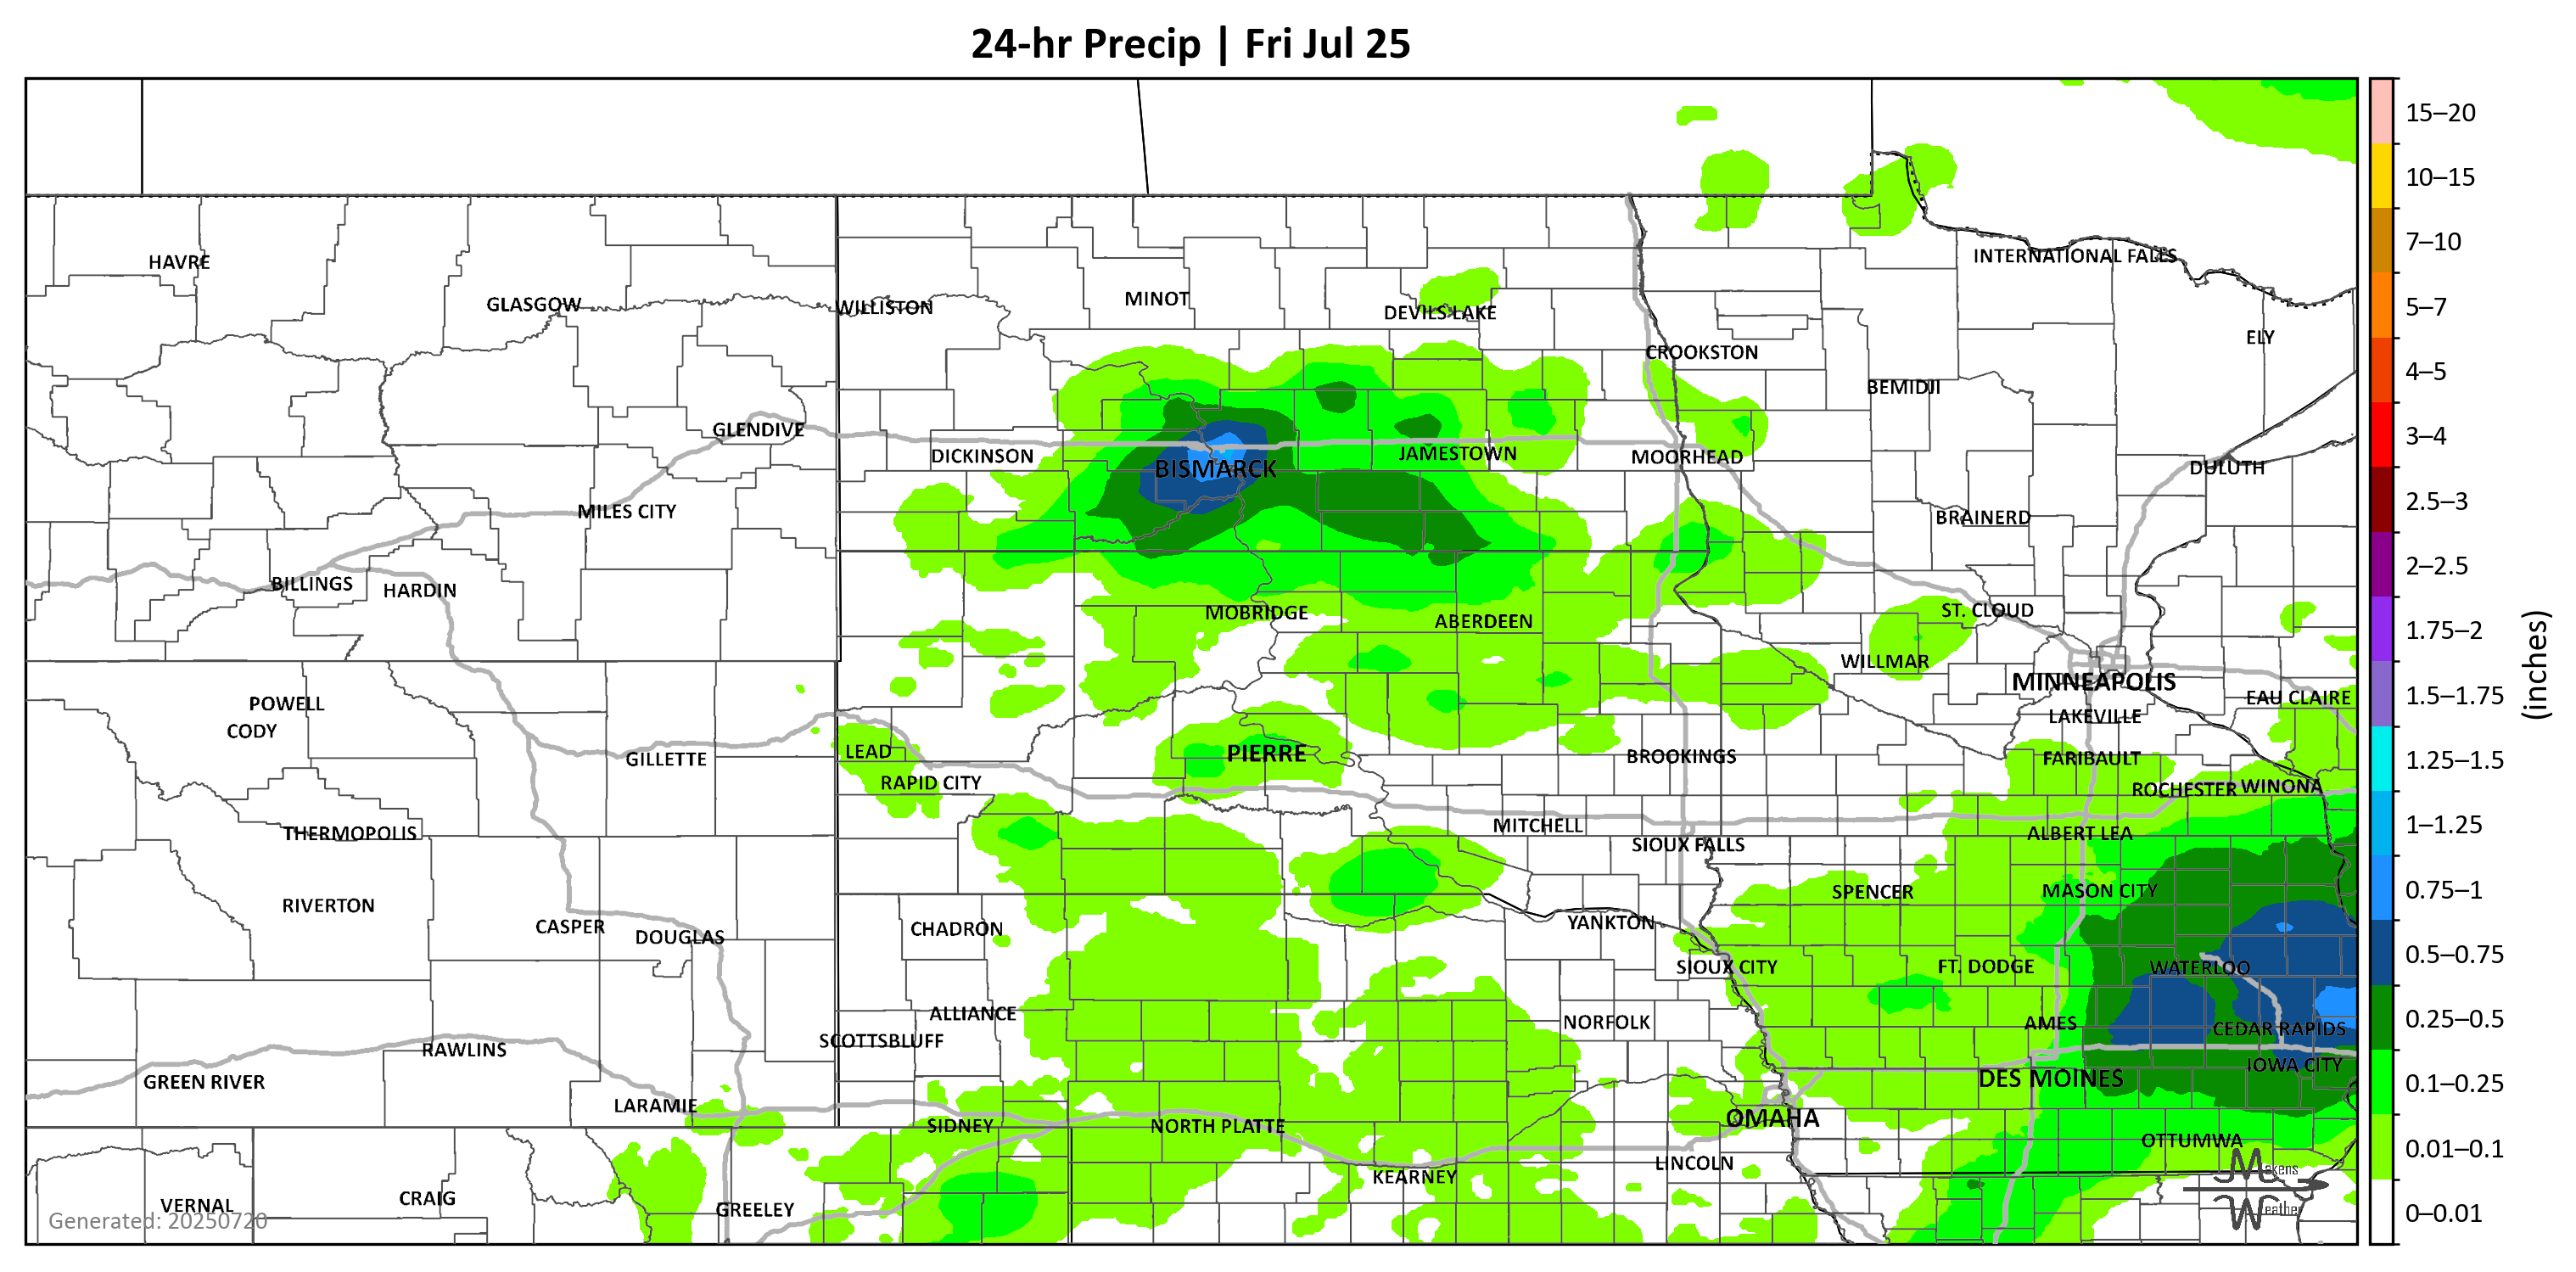 24-hr Precip | Fri Jul 25
HAVRE
GLASGOW
WILLISTON
MINOT
DEVILS LAKE
INTERNATIONAL FALLS
ELY
CROOKSTON
BEMIDJI
GLENDIVE
DICKINSON
BISMARCK
JAMESTOWN
MOORHEAD
DULUTH
MILES CITY
BRAINERD
BILLINGS
HARDIN
MOBRIDGE
ABERDEEN
ST. CLOUD
WILLMAR
MINNEAPOLIS
EAU CLAIRE
POWELL
CODY
LAKEVILLE
GILLETTE
LEAD
PIERRE
BROOKINGS
FARIBAULT
RAPID CITY
ROCHESTER
WINONA
THERMOPOLIS
MITCHELL
ALBERT LEA
SIOUX FALLS
RIVERTON
SPENCER
MASON CITY
CASPER
DOUGLAS
CHADRON
YANKTON
SIOUX CITY
FT. DODGE
WATERLOO
ALLIANCE
NORFOLK
AMES
CEDAR RAPIDS
SCOTTSBLUFF
RAWLINS
IOWA CITY
GREEN RIVER
DES MOINES
LARAMIE
SIDNEY
NORTH PLATTE
OMAHA
OTTUMWA
LINCOLN
KEARNEY
VERNAL
CRAIG
GREELEY
Generated: 20250720
Makens
Weather
15–20
10–15
7–10
5–7
4–5
3–4
2.5–3
2–2.5
1.75–2
1.5–1.75
1.25–1.5
1–1.25
0.75–1
0.5–0.75
0.25–0.5
0.1–0.25
0.01–0.1
0–0.01
(inches)